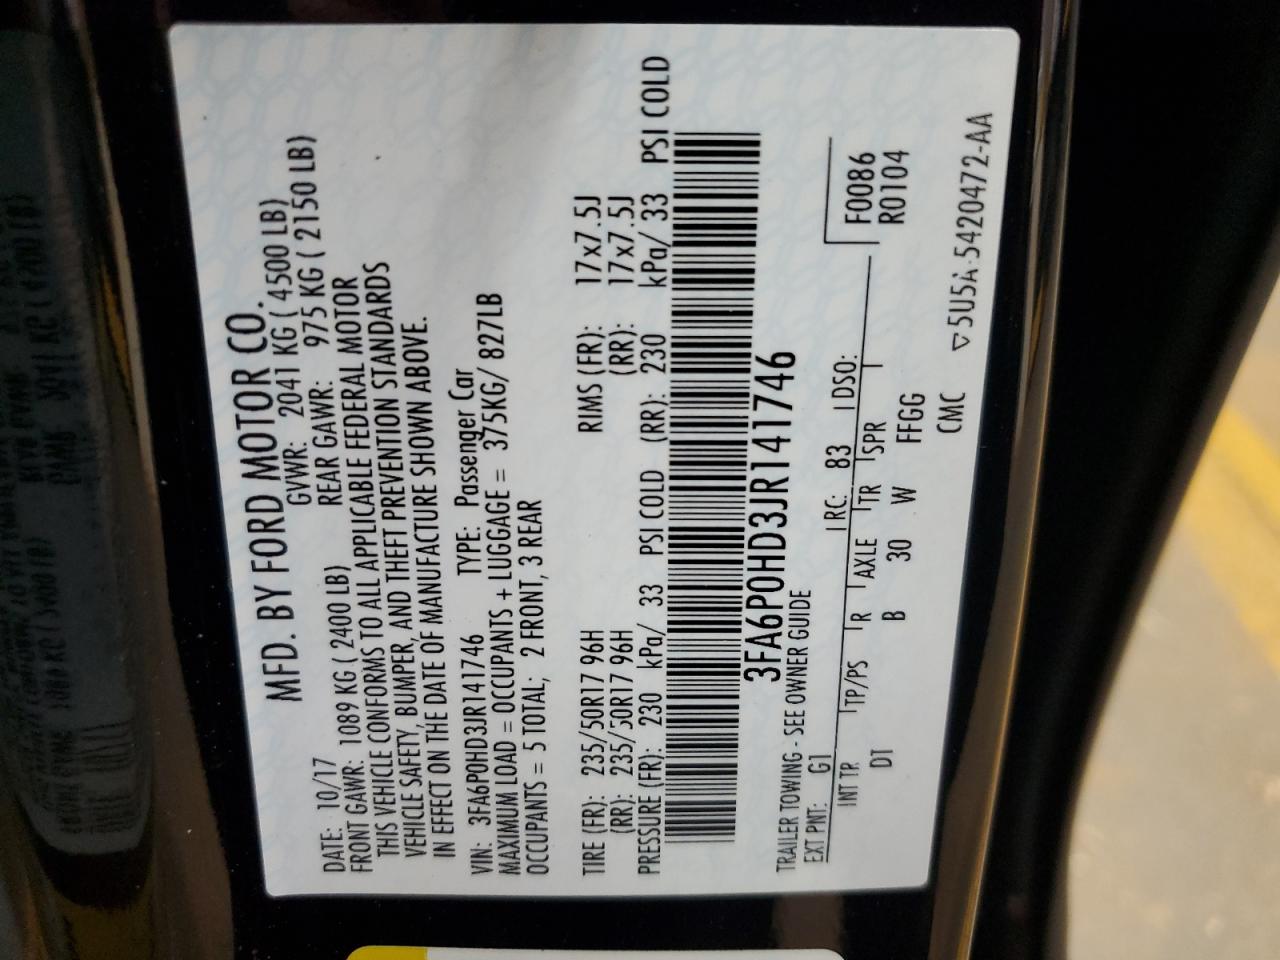 MFD. BY FORD MOTOR CO.
DATE: 10/17 GVWR: 2041 KG ( 4500 LB)
FRONT GAWR: 1089 KG ( 2400 LB) REAR GAWR: 975 KG ( 2150 LB)
THIS VEHICLE CONFORMS TO ALL APPLICABLE FEDERAL MOTOR
VEHICLE SAFETY, BUMPER, AND THEFT PREVENTION STANDARDS
IN EFFECT ON THE DATE OF MANUFACTURE SHOWN ABOVE.
VIN: 3FA6P0HD3JR141746 TYPE: Passenger Car
MAXIMUM LOAD = OCCUPANTS + LUGGAGE = 375KG/ 827LB
OCCUPANTS = 5 TOTAL; 2 FRONT, 3 REAR
TIRE (FR): 235/50R17 96H RIMS (FR): 17x7.5J
(RR): 235/50R17 96H (RR): 17x7.5J
PRESSURE (FR): 230 kPa/ 33 PSI COLD (RR): 230 kPa/ 33 PSI COLD
3FA6P0HD3JR141746
TRAILER TOWING - SEE OWNER GUIDE
EXT PNT: G1 RC: 83 DSO: F0086
INT TR TP/PS R AXLE TR SPR R0104
DT B 30 W FFGG
CMC ▽5U5A-5420472-AA